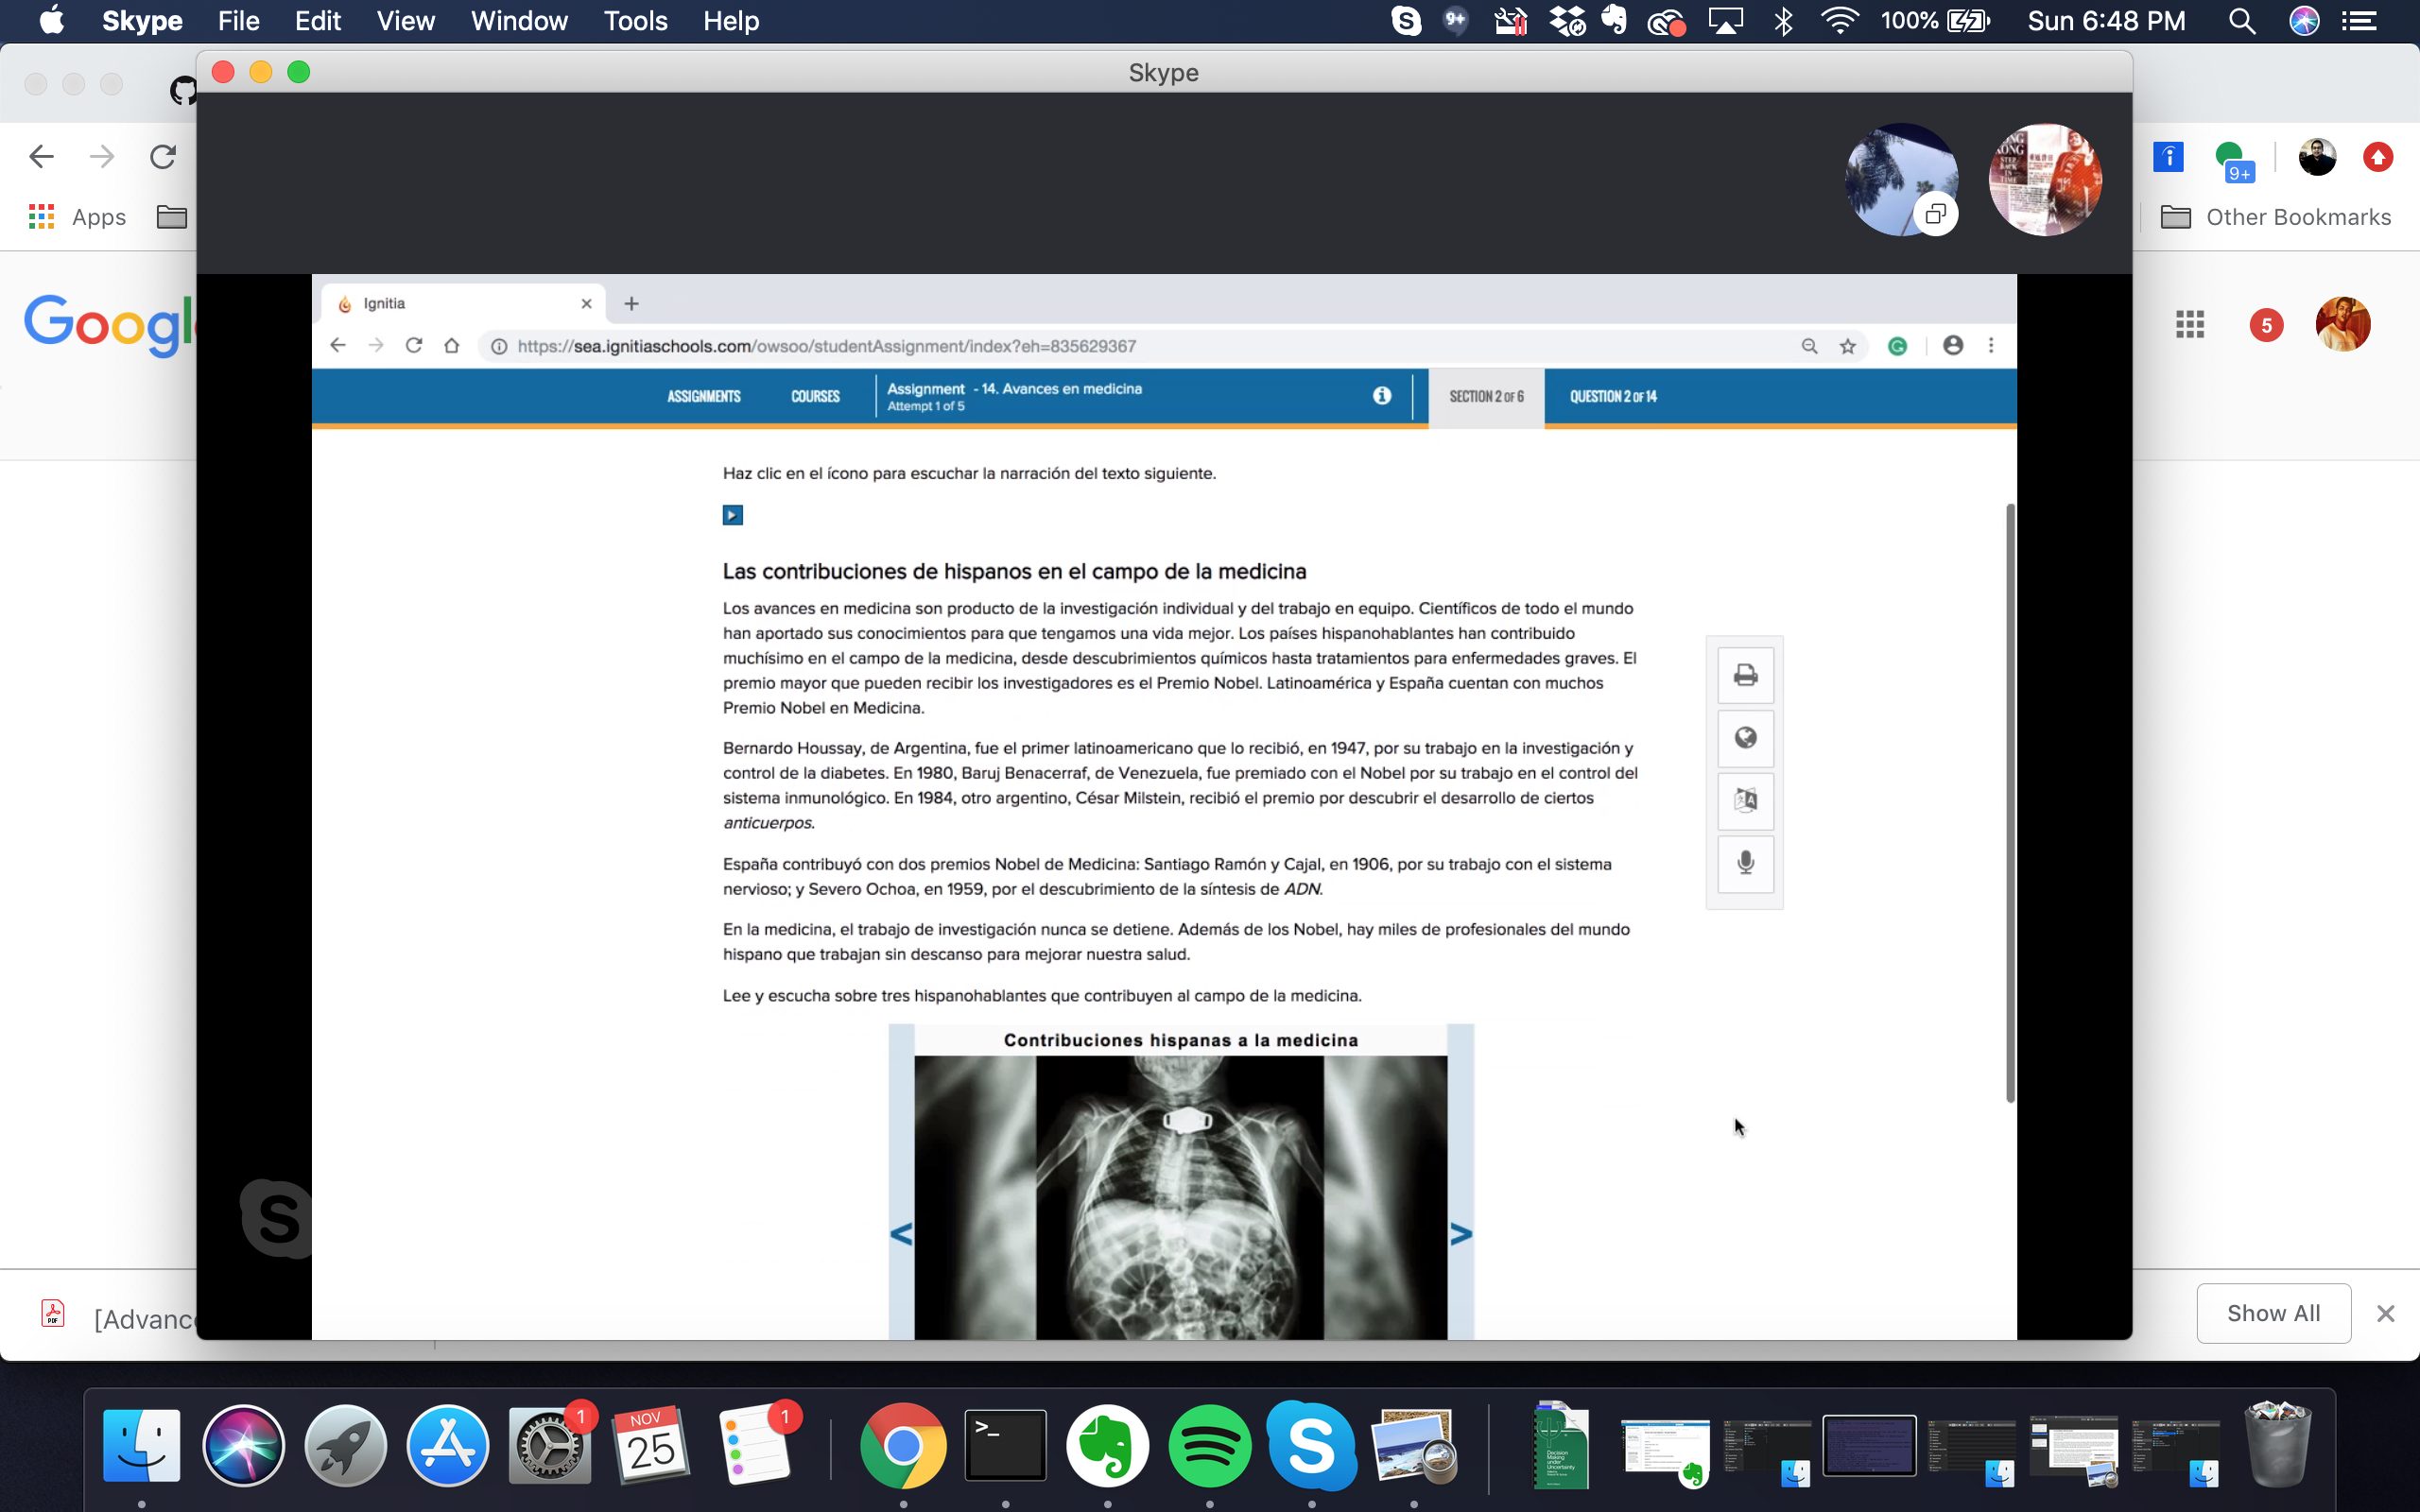 Skype File Edit View Window Tools Help
9+
100%
Sun 6:48 PM
Skype
Apps
9+
Other Bookmarks
Googl
5
Ignitia
https://sea.ignitiaschools.com/owsoo/studentAssignment/index?eh=835629367
ASSIGNMENTS
COURSES
Assignment - 14. Avances en medicina
Attempt 1 of 5
SECTION 2 OF 6
QUESTION 2 OF 14
Haz clic en el ícono para escuchar la narración del texto siguiente.
Las contribuciones de hispanos en el campo de la medicina
Los avances en medicina son producto de la investigación individual y del trabajo en equipo. Científicos de todo el mundo
han aportado sus conocimientos para que tengamos una vida mejor. Los países hispanohablantes han contribuido
muchísimo en el campo de la medicina, desde descubrimientos químicos hasta tratamientos para enfermedades graves. El
premio mayor que pueden recibir los investigadores es el Premio Nobel. Latinoamérica y España cuentan con muchos
Premio Nobel en Medicina.
Bernardo Houssay, de Argentina, fue el primer latinoamericano que lo recibió, en 1947, por su trabajo en la investigación y
control de la diabetes. En 1980, Baruj Benacerraf, de Venezuela, fue premiado con el Nobel por su trabajo en el control del
sistema inmunológico. En 1984, otro argentino, César Milstein, recibió el premio por descubrir el desarrollo de ciertos
anticuerpos.
España contribuyó con dos premios Nobel de Medicina: Santiago Ramón y Cajal, en 1906, por su trabajo con el sistema
nervioso; y Severo Ochoa, en 1959, por el descubrimiento de la síntesis de ADN.
En la medicina, el trabajo de investigación nunca se detiene. Además de los Nobel, hay miles de profesionales del mundo
hispano que trabajan sin descanso para mejorar nuestra salud.
Lee y escucha sobre tres hispanohablantes que contribuyen al campo de la medicina.
Contribuciones hispanas a la medicina
< >
[Advanc
Show All
1
NOV
25
1
Decision
Making
under
Uncertainty